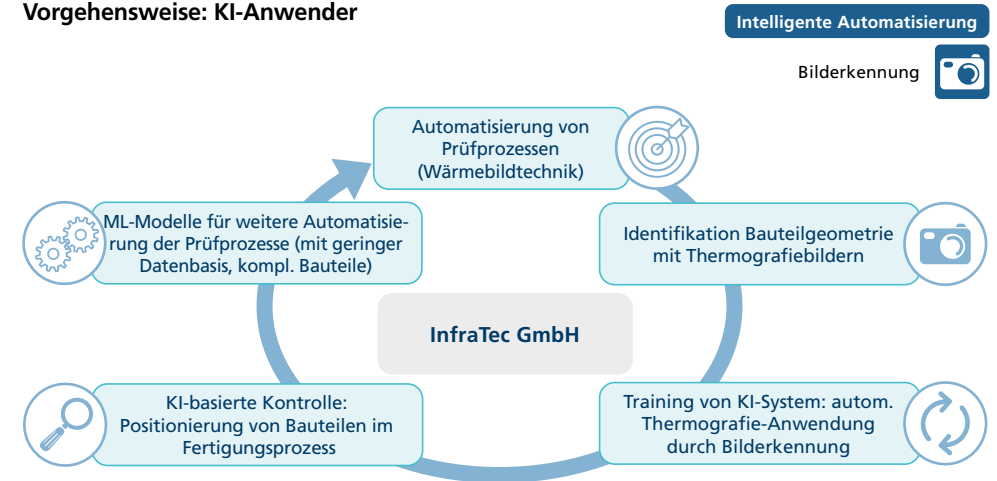 Vorgehensweise: KI-Anwender
Intelligente Automatisierung
Bilderkennung
Automatisierung von
Prüfprozessen
(Wärmebildtechnik)
Identifikation Bauteilgeometrie
mit Thermografiebildern
Training von KI-System: autom.
Thermografie-Anwendung
durch Bilderkennung
KI-basierte Kontrolle:
Positionierung von Bauteilen im
Fertigungsprozess
ML-Modelle für weitere Automatisie-
rung der Prüfprozesse (mit geringer
Datenbasis, kompl. Bauteile)
InfraTec GmbH